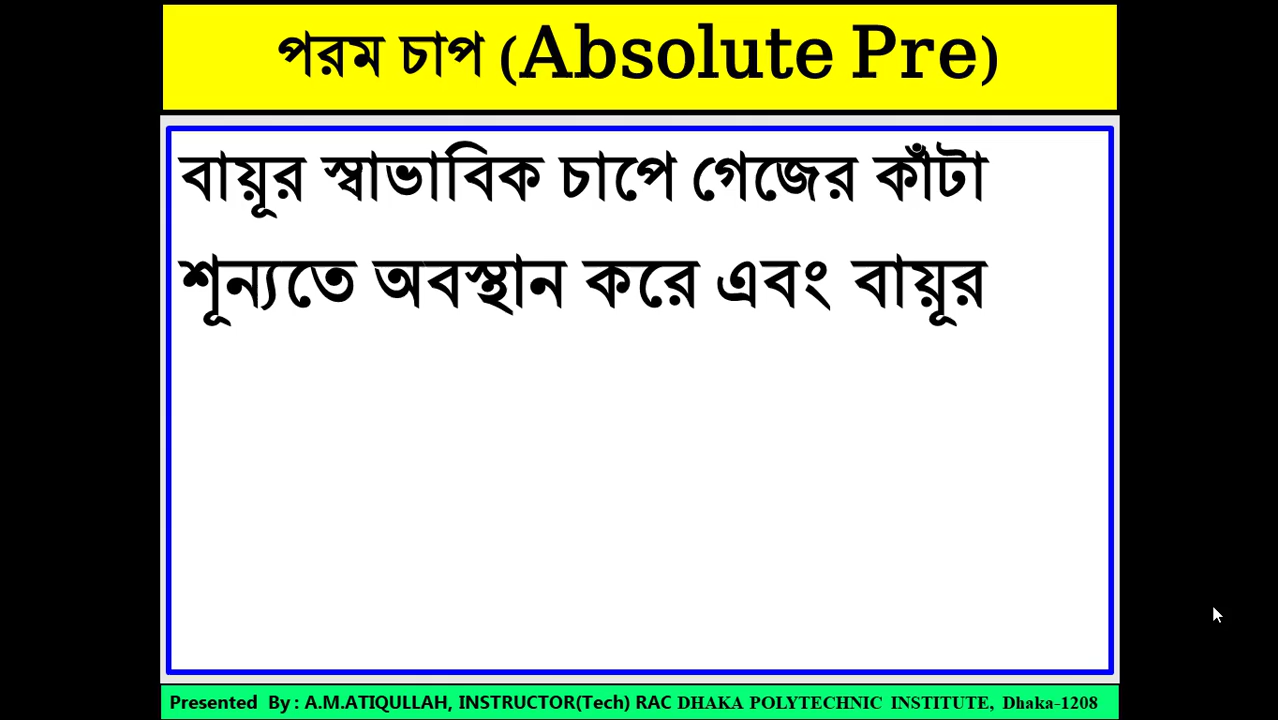 পরম চাপ (Absolute Pre)
বায়ূর স্বাভাবিক চাপে গেজের কাঁটা
শূন্যতে অবস্থান করে এবং বায়ূর
Presented By : A.M.ATIQULLAH, INSTRUCTOR(Tech) RAC DHAKA POLYTECHNIC INSTITUTE, Dhaka-1208